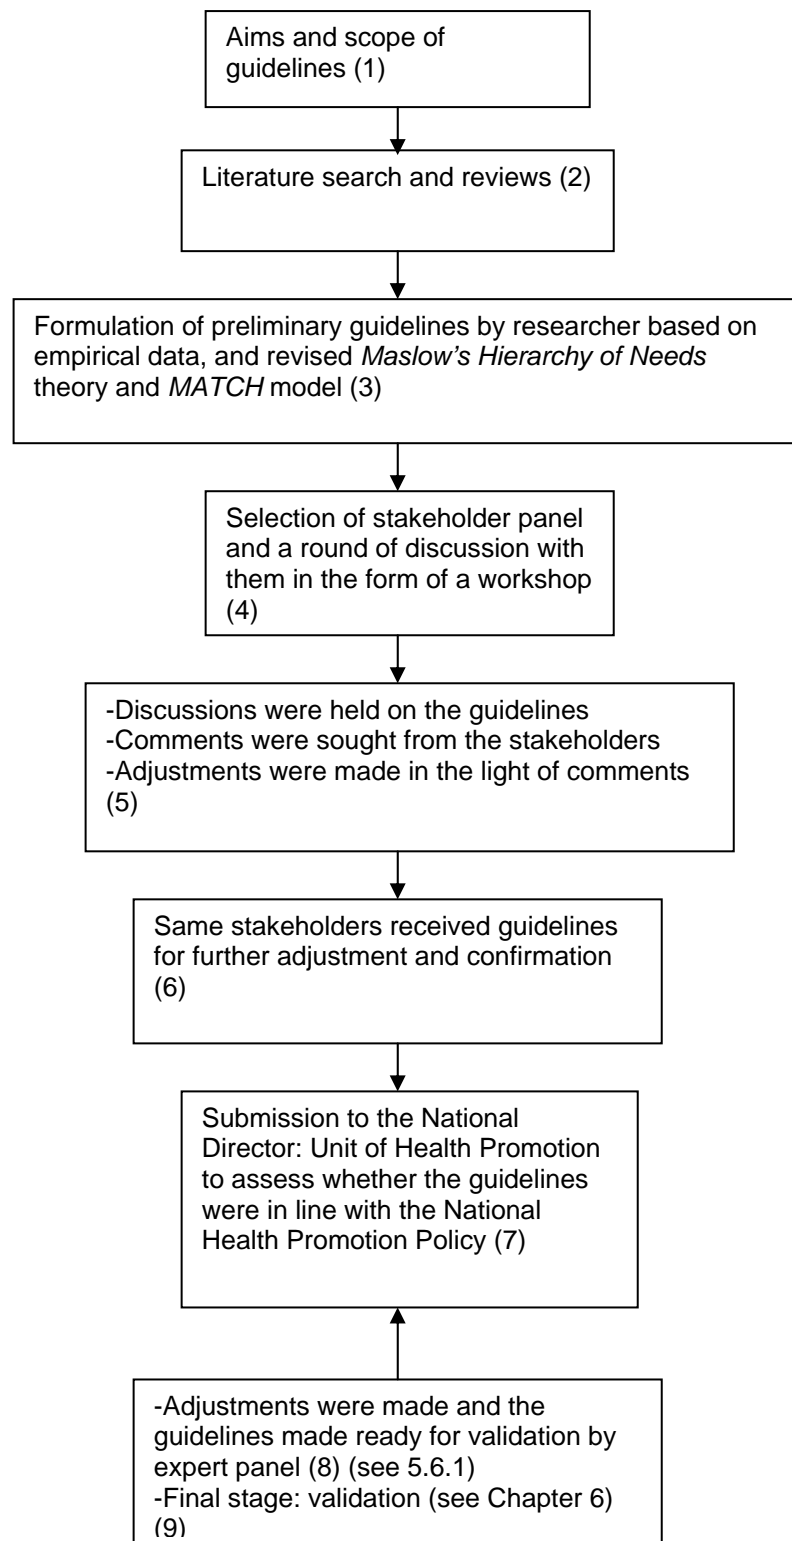 Aims and scope of
guidelines (1)
Literature search and reviews (2)
Formulation of preliminary guidelines by researcher based on
empirical data, and revised Maslow's Hierarchy of Needs
theory and MATCH model (3)
Selection of stakeholder panel
and a round of discussion with
them in the form of a workshop
(4)
-Discussions were held on the guidelines
-Comments were sought from the stakeholders
-Adjustments were made in the light of comments
(5)
Same stakeholders received guidelines
for further adjustment and confirmation
(6)
Submission to the National
Director: Unit of Health Promotion
to assess whether the guidelines
were in line with the National
Health Promotion Policy (7)
-Adjustments were made and the
guidelines made ready for validation by
expert panel (8) (see 5.6.1)
-Final stage: validation (see Chapter 6)
(9)